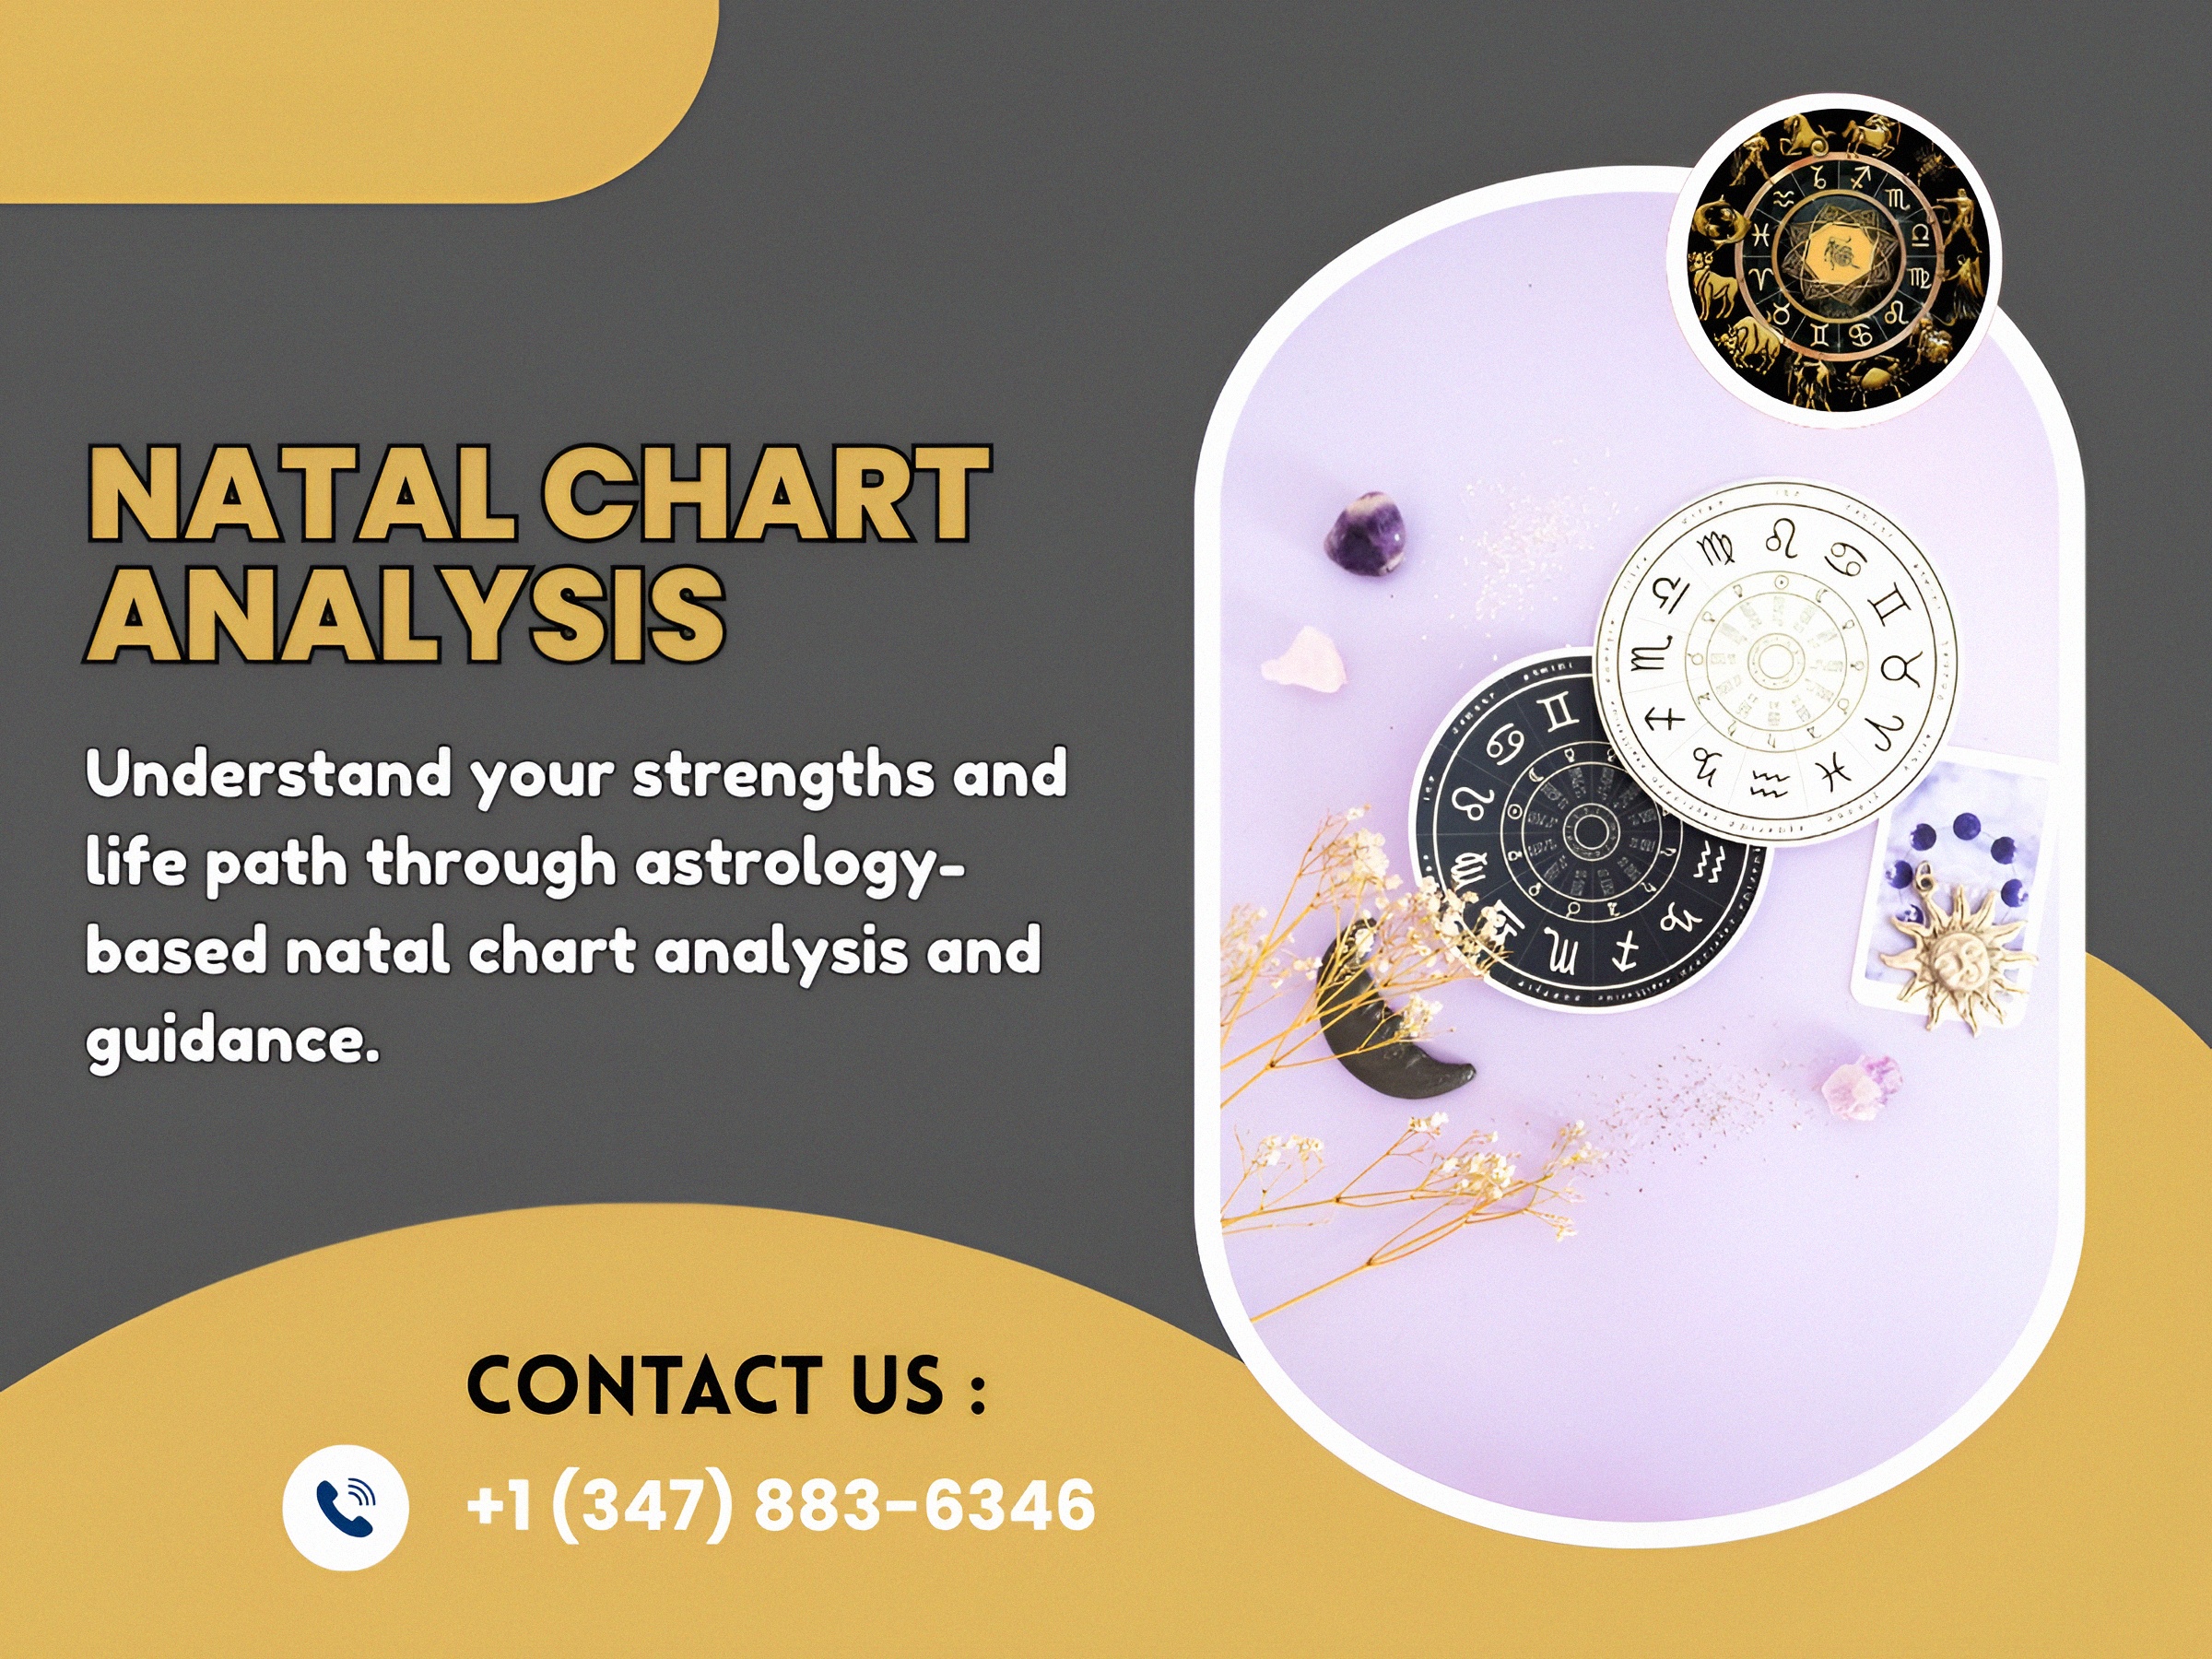 NATAL CHART
ANALYSIS
Understand your strengths and
life path through astrology-
based natal chart analysis and
guidance.
CONTACT US :
+1 (347) 883-6346